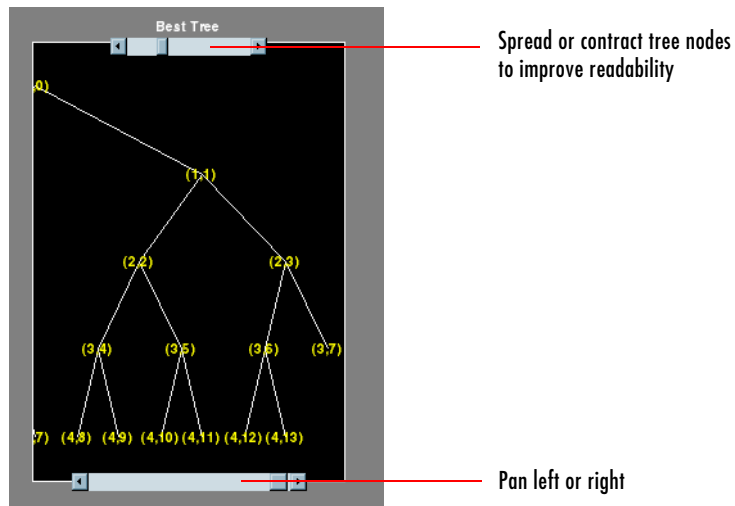 Best Tree
Spread or contract tree nodes
to improve readability
,0)
(1,1)
(2,2) (2,3)
(3,4) (3,5) (3,6) (3,7)
,7) (4,8) (4,9) (4,10) (4,11) (4,12) (4,13)
Pan left or right